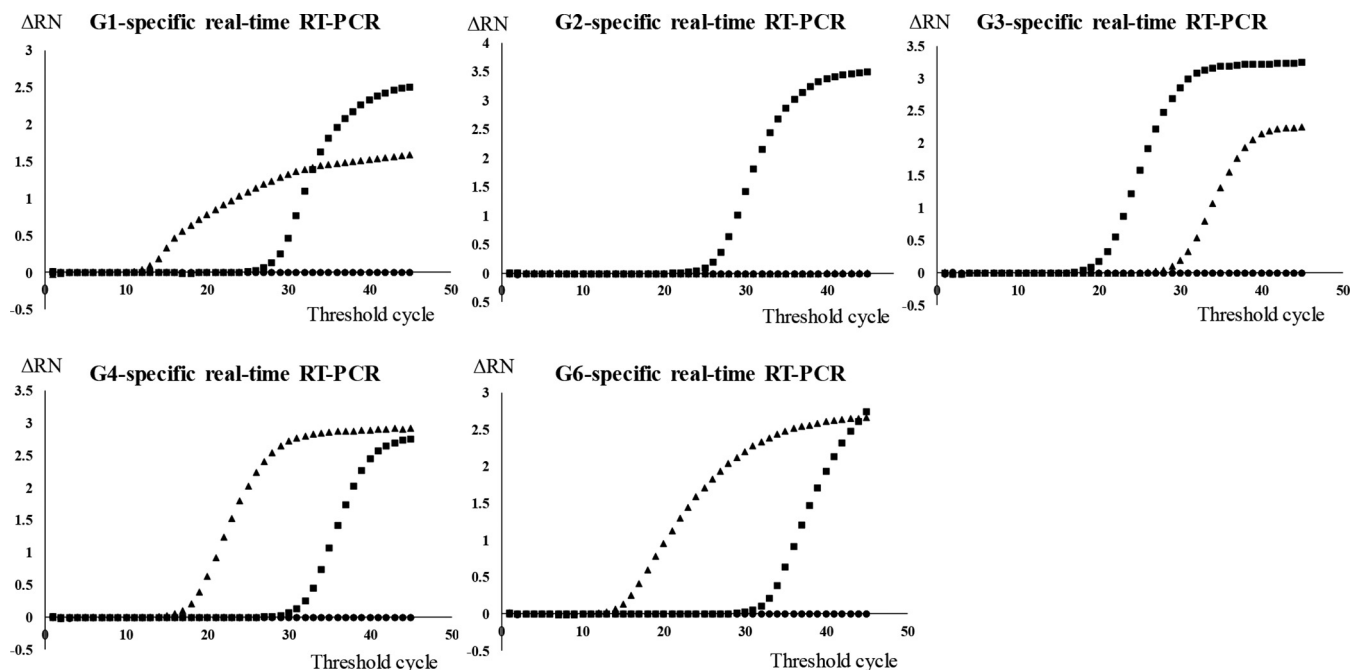 ΔRN G1-specific real-time RT-PCR
3
2.5
2
1.5
1
0.5
0
-0.5
0 10 20 30 40 50
Threshold cycle
ΔRN G2-specific real-time RT-PCR
4
3.5
3
2.5
2
1.5
1
0.5
0
0.5
0 10 20 30 40 50
Threshold cycle
ΔRN G3-specific real-time RT-PCR
3.5
3
2.5
2
1.5
1
0.5
0
-0.5
0 10 20 30 40 50
Threshold cycle
ΔRN G4-specific real-time RT-PCR
3.5
3
2.5
2
1.5
1
0.5
0
-0.5
0 10 20 30 40 50
Threshold cycle
ΔRN G6-specific real-time RT-PCR
3
2.5
2
1.5
1
0.5
0
-0.5
0 10 20 30 40 50
Threshold cycle